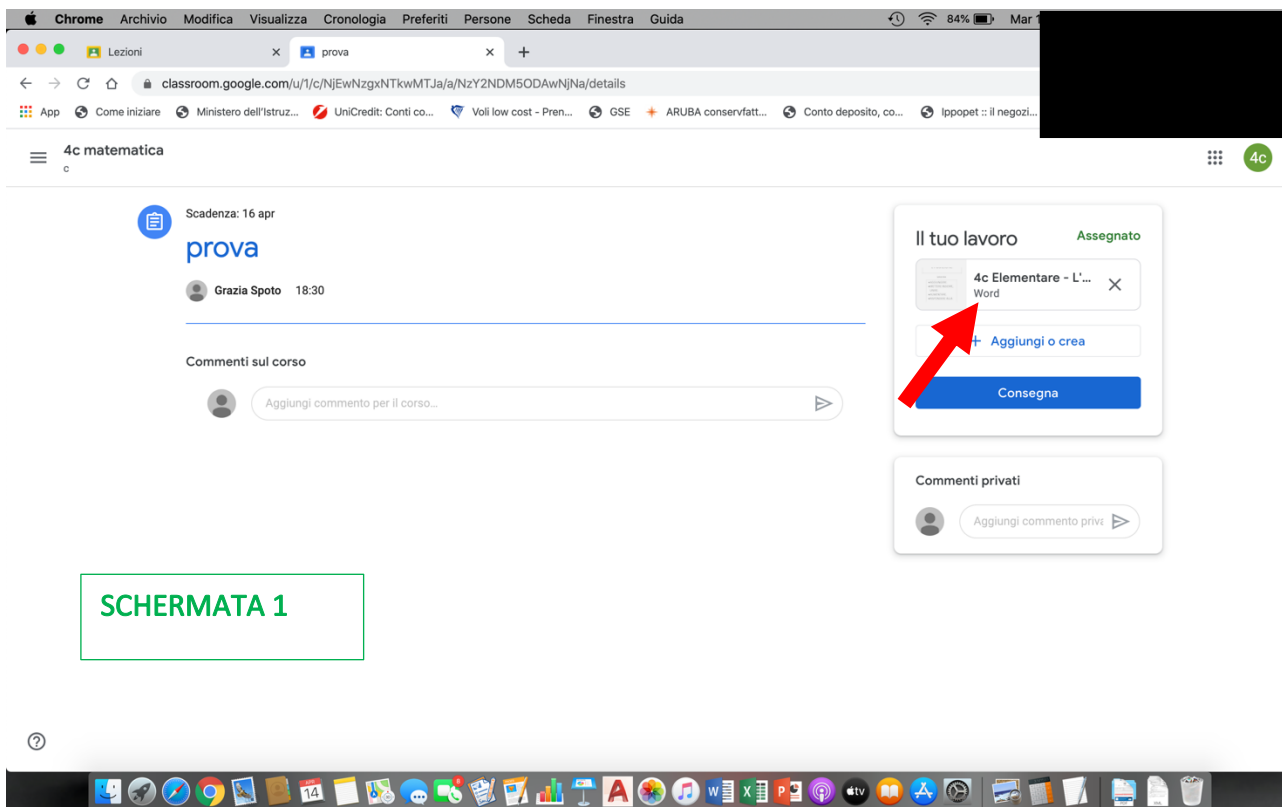 Chrome Archivio Modifica Visualizza Cronologia Preferiti Persone Scheda Finestra Guida 84% Mar 1
Lezioni prova
classroom.google.com/u/1/c/NjEwNzgxNTkwMTJa/a/NzY2NDM5ODAwNjNa/details
App Come iniziare Ministero dell'Istruz... UniCredit: Conti co... Voli low cost - Pren... GSE ARUBA conservfatt... Conto deposito, co... Ippopet :: il negozi...
4c matematica
c
4c
Scadenza: 16 apr
prova
Grazia Spoto 18:30
Commenti sul corso
Aggiungi commento per il corso...
Il tuo lavoro Assegnato
4c Elementare - L'...
Word
+ Aggiungi o crea
Consegna
Commenti privati
Aggiungi commento priva
SCHERMATA 1